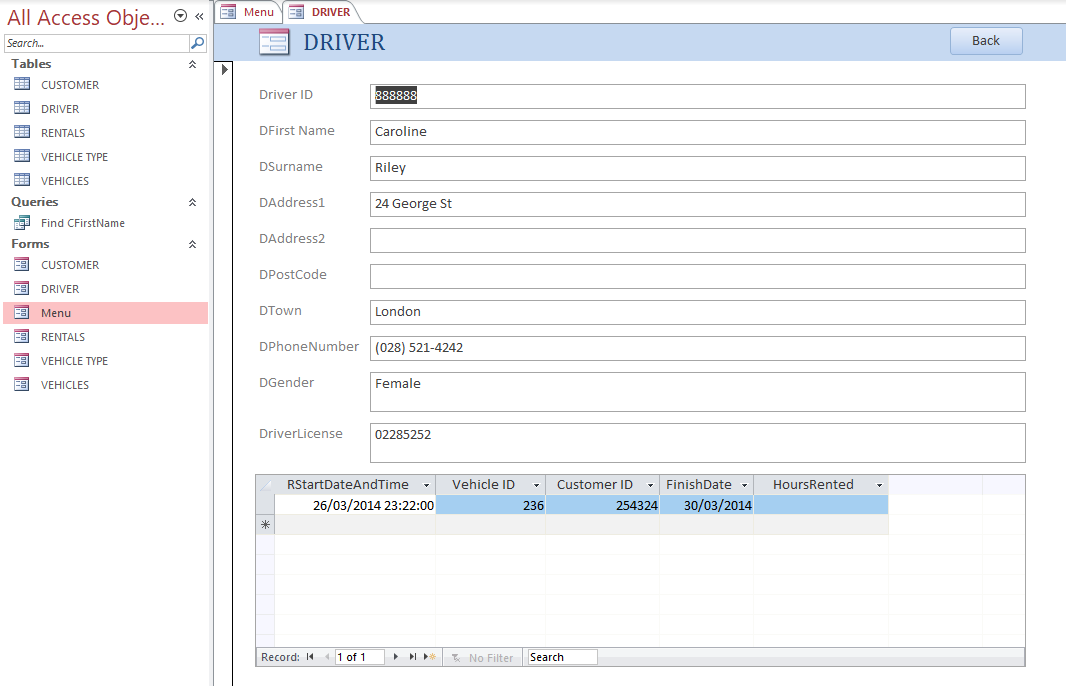 All Access Obje...
Search...
Tables
CUSTOMER
DRIVER
RENTALS
VEHICLE TYPE
VEHICLES
Queries
Find CFirstName
Forms
CUSTOMER
DRIVER
Menu
RENTALS
VEHICLE TYPE
VEHICLES
Menu DRIVER
DRIVER Back
Driver ID 888888
DFirst Name Caroline
DSurname Riley
DAddress1 24 George St
DAddress2
DPostCode
DTown London
DPhoneNumber (028) 521-4242
DGender Female
DriverLicense 02285252
RStartDateAndTime Vehicle ID Customer ID FinishDate HoursRented
26/03/2014 23:22:00 236 254324 30/03/2014
Record: 1 of 1 No Filter Search